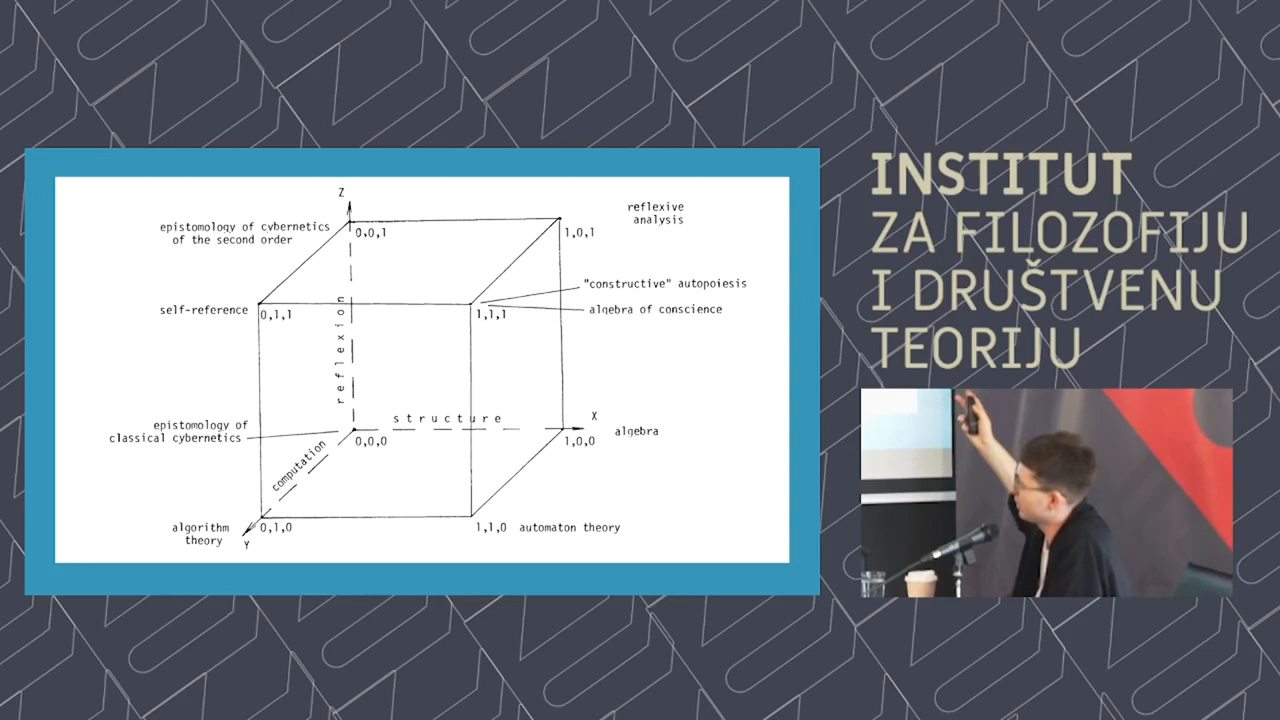 Z
epistomology of cybernetics
of the second order
0,0,1
reflexive
analysis
1,0,1
"constructive" autopoiesis
algebra of conscience
self-reference
0,1,1
1,1,1
reflexion
structure
X
epistomology of
classical cybernetics
0,0,0
1,0,0
algebra
computation
algorithm
theory
Y
0,1,0
1,1,0 automaton theory
INSTITUT
ZA FILOZOFIJU
I DRUŠTVENU
TEORIJU